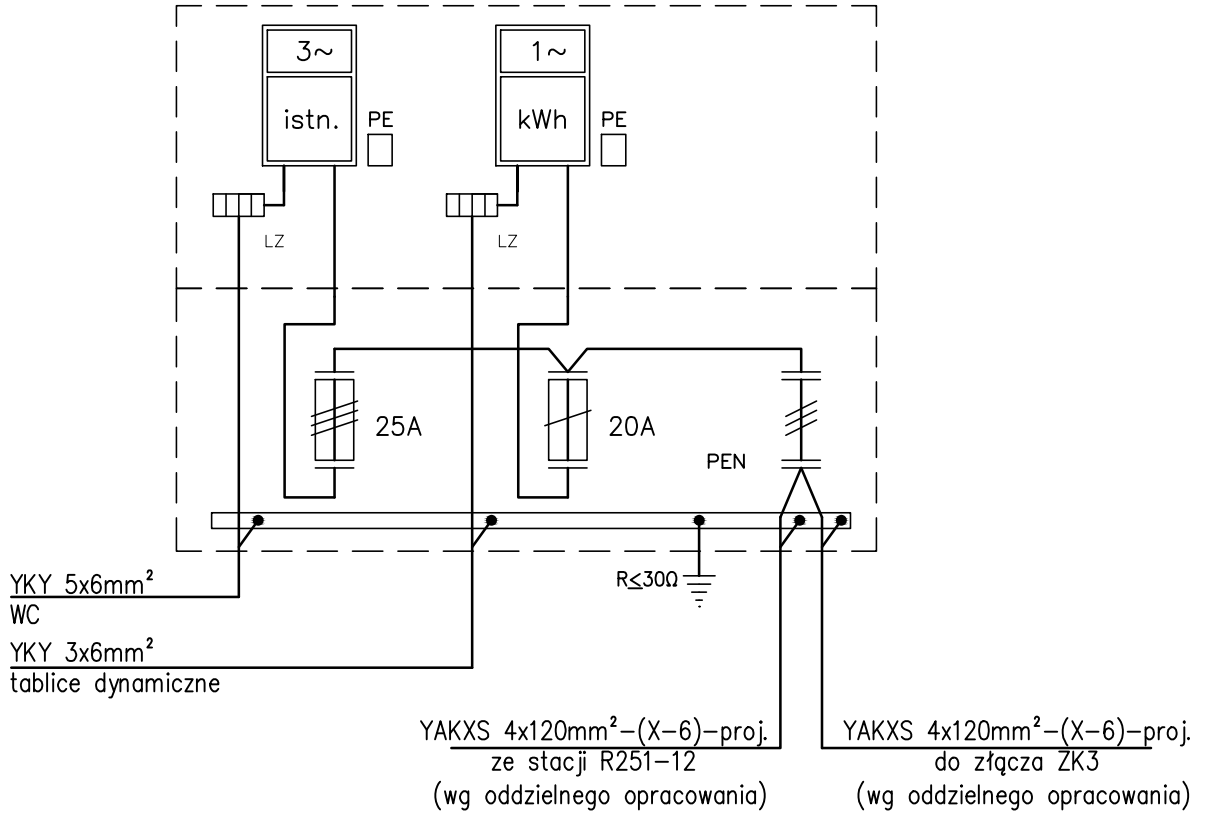 3~
1~
istn.
PE
kWh
PE
LZ
LZ
25A
20A
PEN
R≤30Ω
YKY 5x6mm²
WC
YKY 3x6mm²
tablice dynamiczne
YAKXS 4x120mm²-(X-6)-proj.
ze stacji R251-12
(wg oddzielnego opracowania)
YAKXS 4x120mm²-(X-6)-proj.
do złącza ZK3
(wg oddzielnego opracowania)